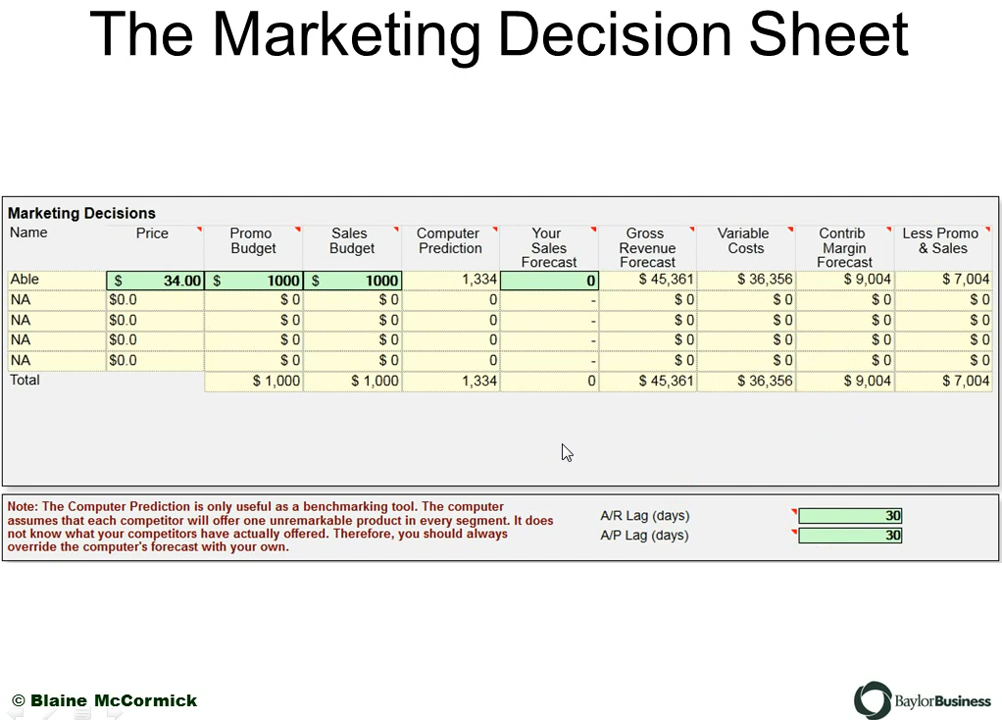 The Marketing Decision Sheet
Marketing Decisions
Name Price Promo Budget Sales Budget Computer Prediction Your Sales Forecast Gross Revenue Forecast Variable Costs Contrib Margin Forecast Less Promo & Sales
Able $ 34.00 $ 1000 $ 1000 1,334 0 $ 45,361 $ 36,356 $ 9,004 $ 7,004
NA $0.0 $ 0 $ 0 0 - $ 0 $ 0 $ 0 $ 0
NA $0.0 $ 0 $ 0 0 - $ 0 $ 0 $ 0 $ 0
NA $0.0 $ 0 $ 0 0 - $ 0 $ 0 $ 0 $ 0
NA $0.0 $ 0 $ 0 0 - $ 0 $ 0 $ 0 $ 0
Total $ 1,000 $ 1,000 1,334 0 $ 45,361 $ 36,356 $ 9,004 $ 7,004
Note: The Computer Prediction is only useful as a benchmarking tool. The computer
assumes that each competitor will offer one unremarkable product in every segment. It does
not know what your competitors have actually offered. Therefore, you should always
override the computer's forecast with your own.
A/R Lag (days) 30
A/P Lag (days) 30
© Blaine McCormick
BaylorBusiness